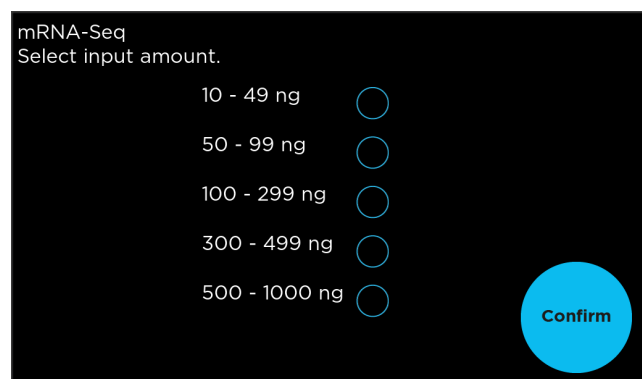 mRNA-Seq
Select input amount.
10 - 49 ng
50 - 99 ng
100 - 299 ng
300 - 499 ng
500 - 1000 ng
Confirm